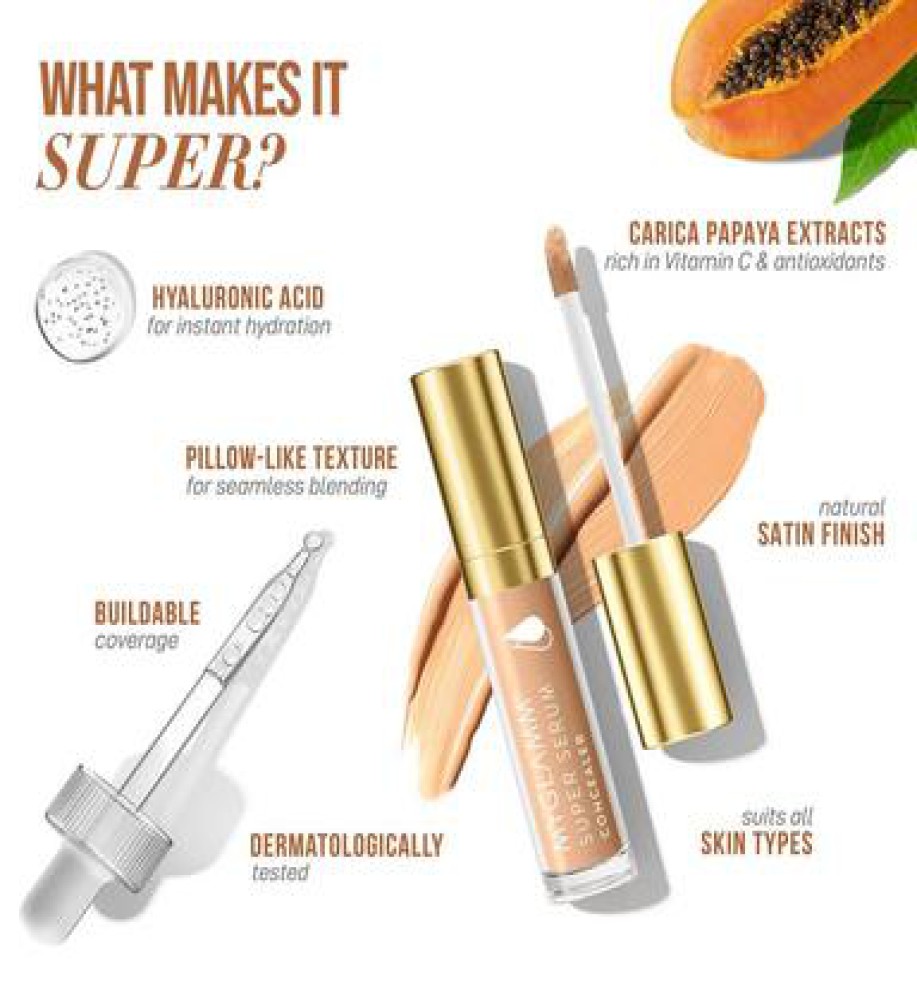 WHAT MAKES IT
SUPER?
CARICA PAPAYA EXTRACTS
rich in Vitamin C & antioxidants
HYALURONIC ACID
for instant hydration
PILLOW-LIKE TEXTURE
for seamless blending
natural
SATIN FINISH
BUILDABLE
coverage
MYGLAMM
SUPER SERUM
CONCEALER
suits all
SKIN TYPES
DERMATOLOGICALLY
tested